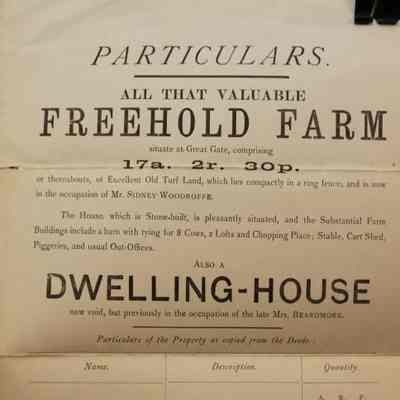 PARTICULARS.
ALL THAT VALUABLE
FREEHOLD FARM
situate at Great Gate, comprising
17a. 2r. 30p.
or thereabouts, of Excellent Old Turf Land, which lies compactly in a ring fence, and is now
in the occupation of Mr. SIDNEY WOODROFFE.
The House, which is Stone-built, is pleasantly situated, and the Substantial Farm
Buildings include a barn with tying for 8 Cows, 2 Lofts and Chopping Place; Stable, Cart Shed,
Piggeries, and usual Out-Offices.
ALSO A
DWELLING-HOUSE
now void, but previously in the occupation of the late Mrs. BEARDMORE.
Particulars of the Property as copied from the Deeds:
Name. Description. Quantity.
A. R. P.